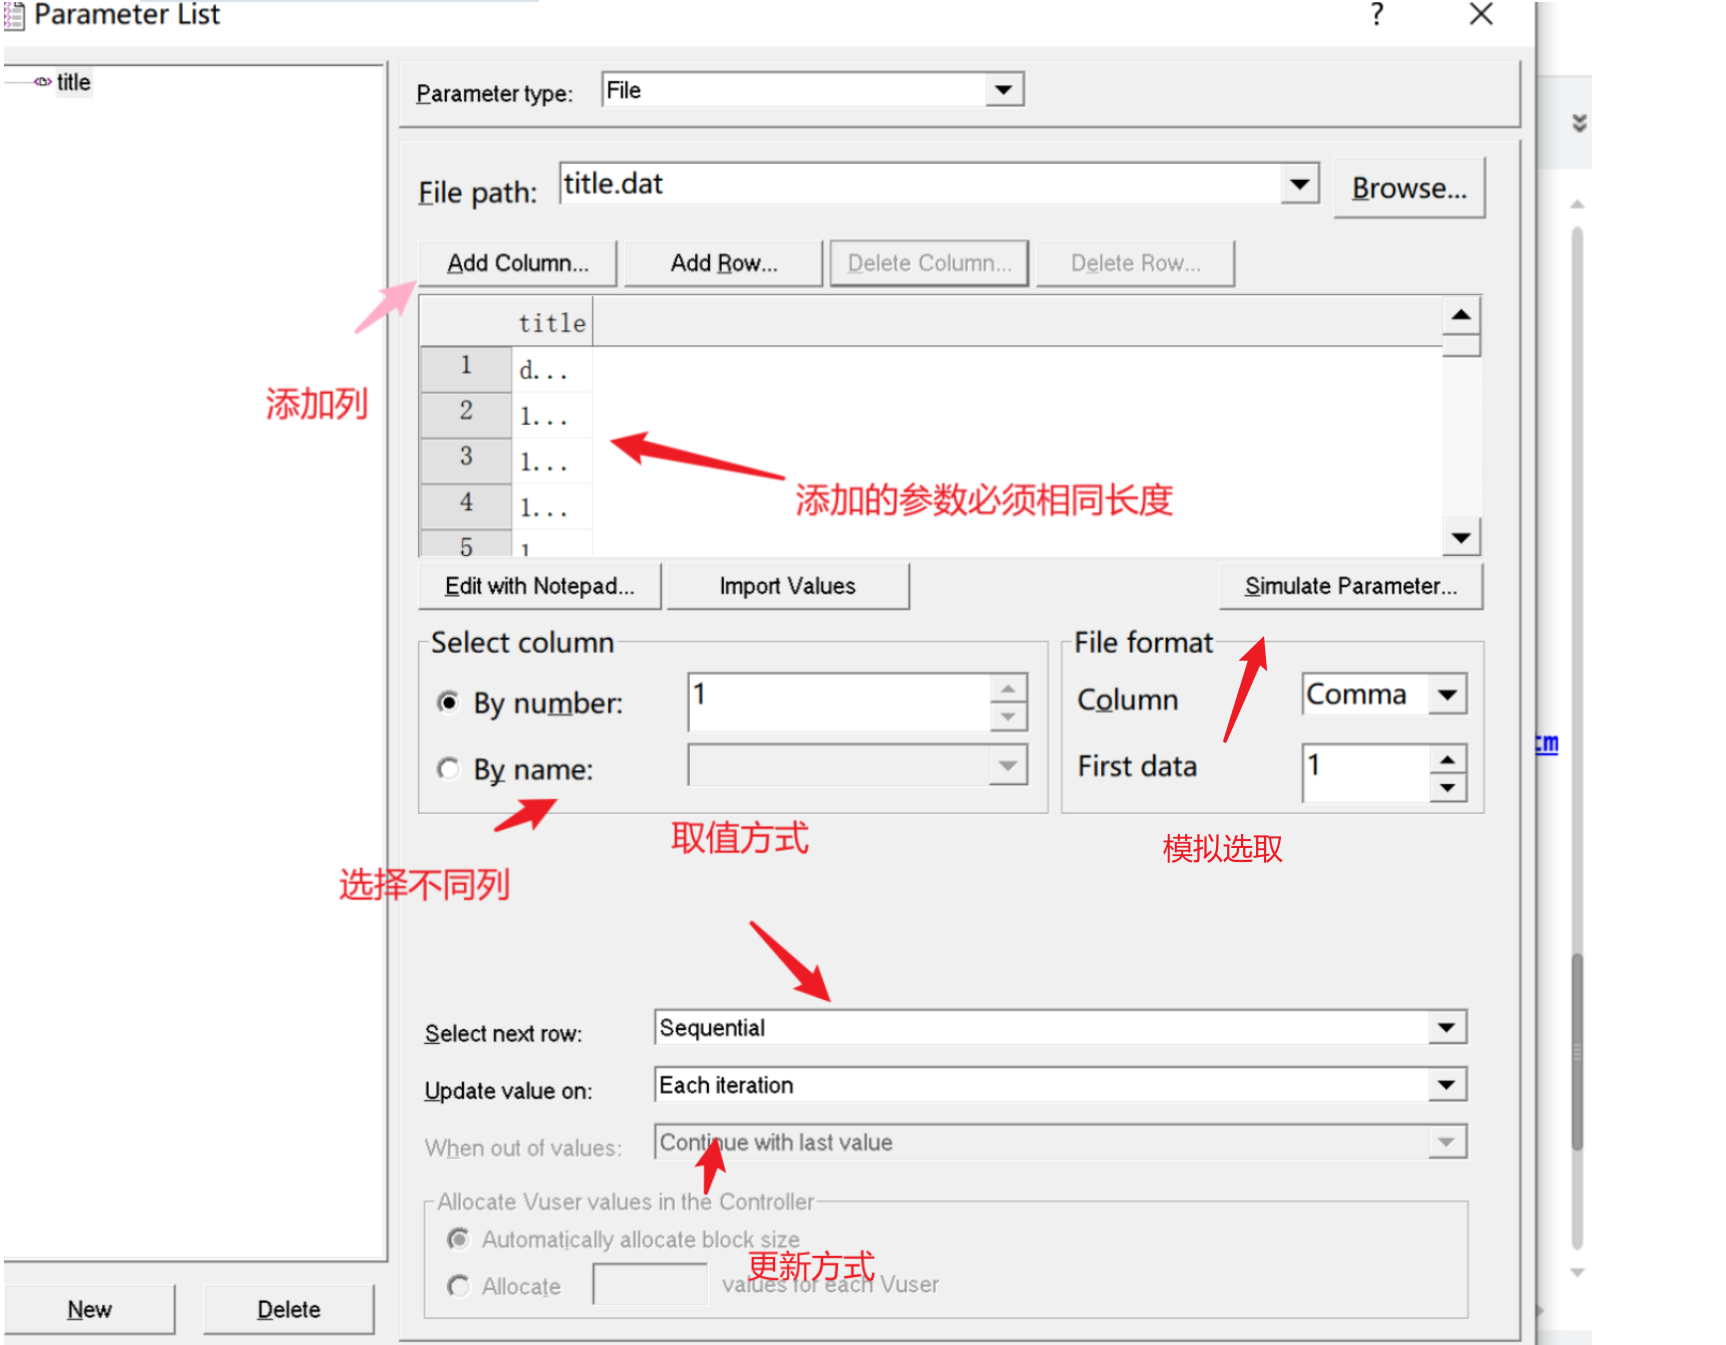 Parameter List
?
title
Parameter type:
File
File path:
title.dat
Browse...
Add Column...
Add Row...
Delete Column...
Delete Row...
添加列
title
1 d...
2 1...
3 1...
4 1...
5 1
添加的参数必须相同长度
Edit with Notepad...
Import Values
Simulate Parameter...
Select column
By number:
1
By name:
File format
Column
Comma
First data
1
取值方式
模拟选取
选择不同列
Select next row:
Sequential
Update value on:
Each iteration
When out of values:
Continue with last value
Allocate Vuser values in the Controller
Automatically allocate block size
更新方式
Allocate
values for each Vuser
New
Delete